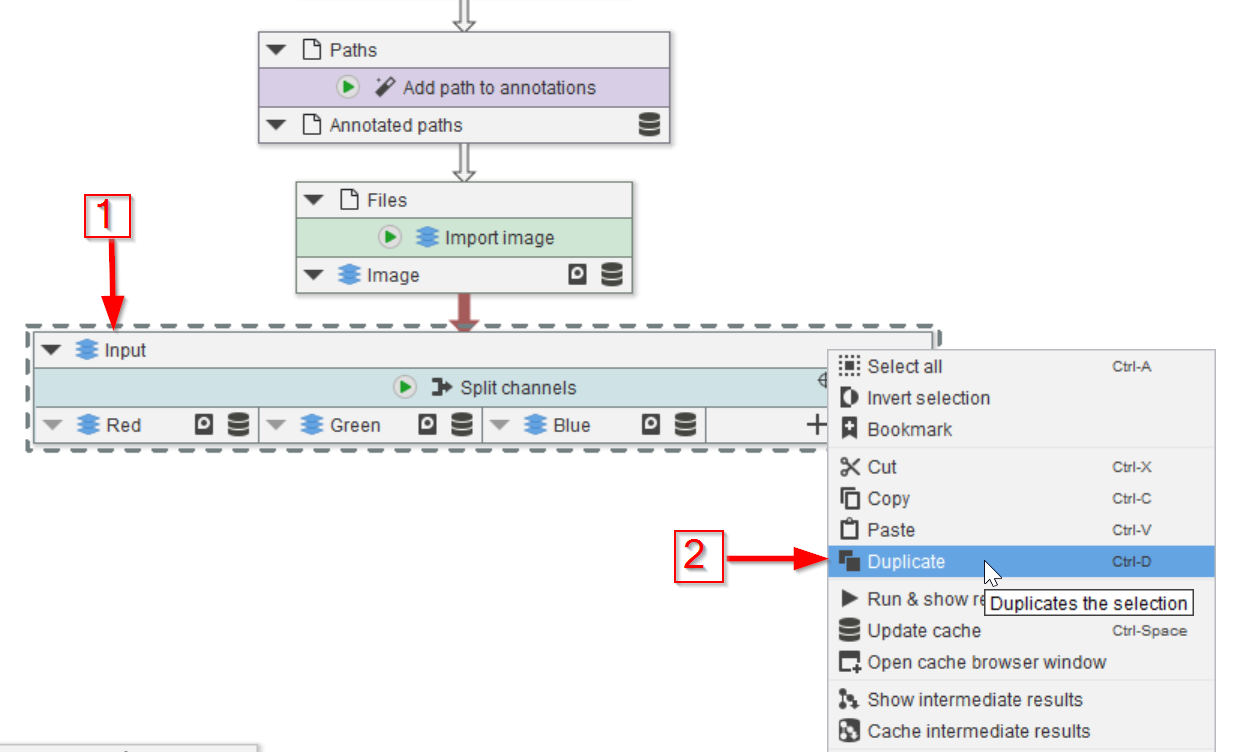 Paths
Add path to annotations
Annotated paths
1
Files
Import image
Image
Input
Split channels
Red Green Blue
Select all Ctrl-A
Invert selection
Bookmark
Cut Ctrl-X
Copy Ctrl-C
Paste Ctrl-V
2
Duplicate Ctrl-D
Run & show re
Duplicates the selection
Update cache Ctrl-Space
Open cache browser window
Show intermediate results
Cache intermediate results